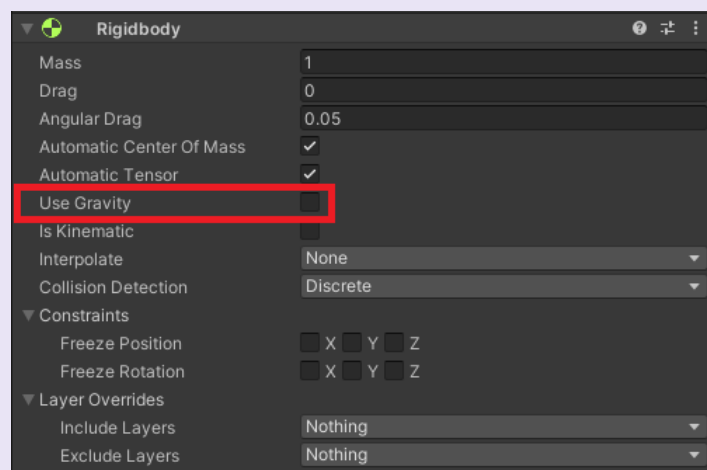 Rigidbody
Mass 1
Drag 0
Angular Drag 0.05
Automatic Center Of Mass
Automatic Tensor
Use Gravity
Is Kinematic
Interpolate None
Collision Detection Discrete
Constraints
Freeze Position X Y Z
Freeze Rotation X Y Z
Layer Overrides
Include Layers Nothing
Exclude Layers Nothing